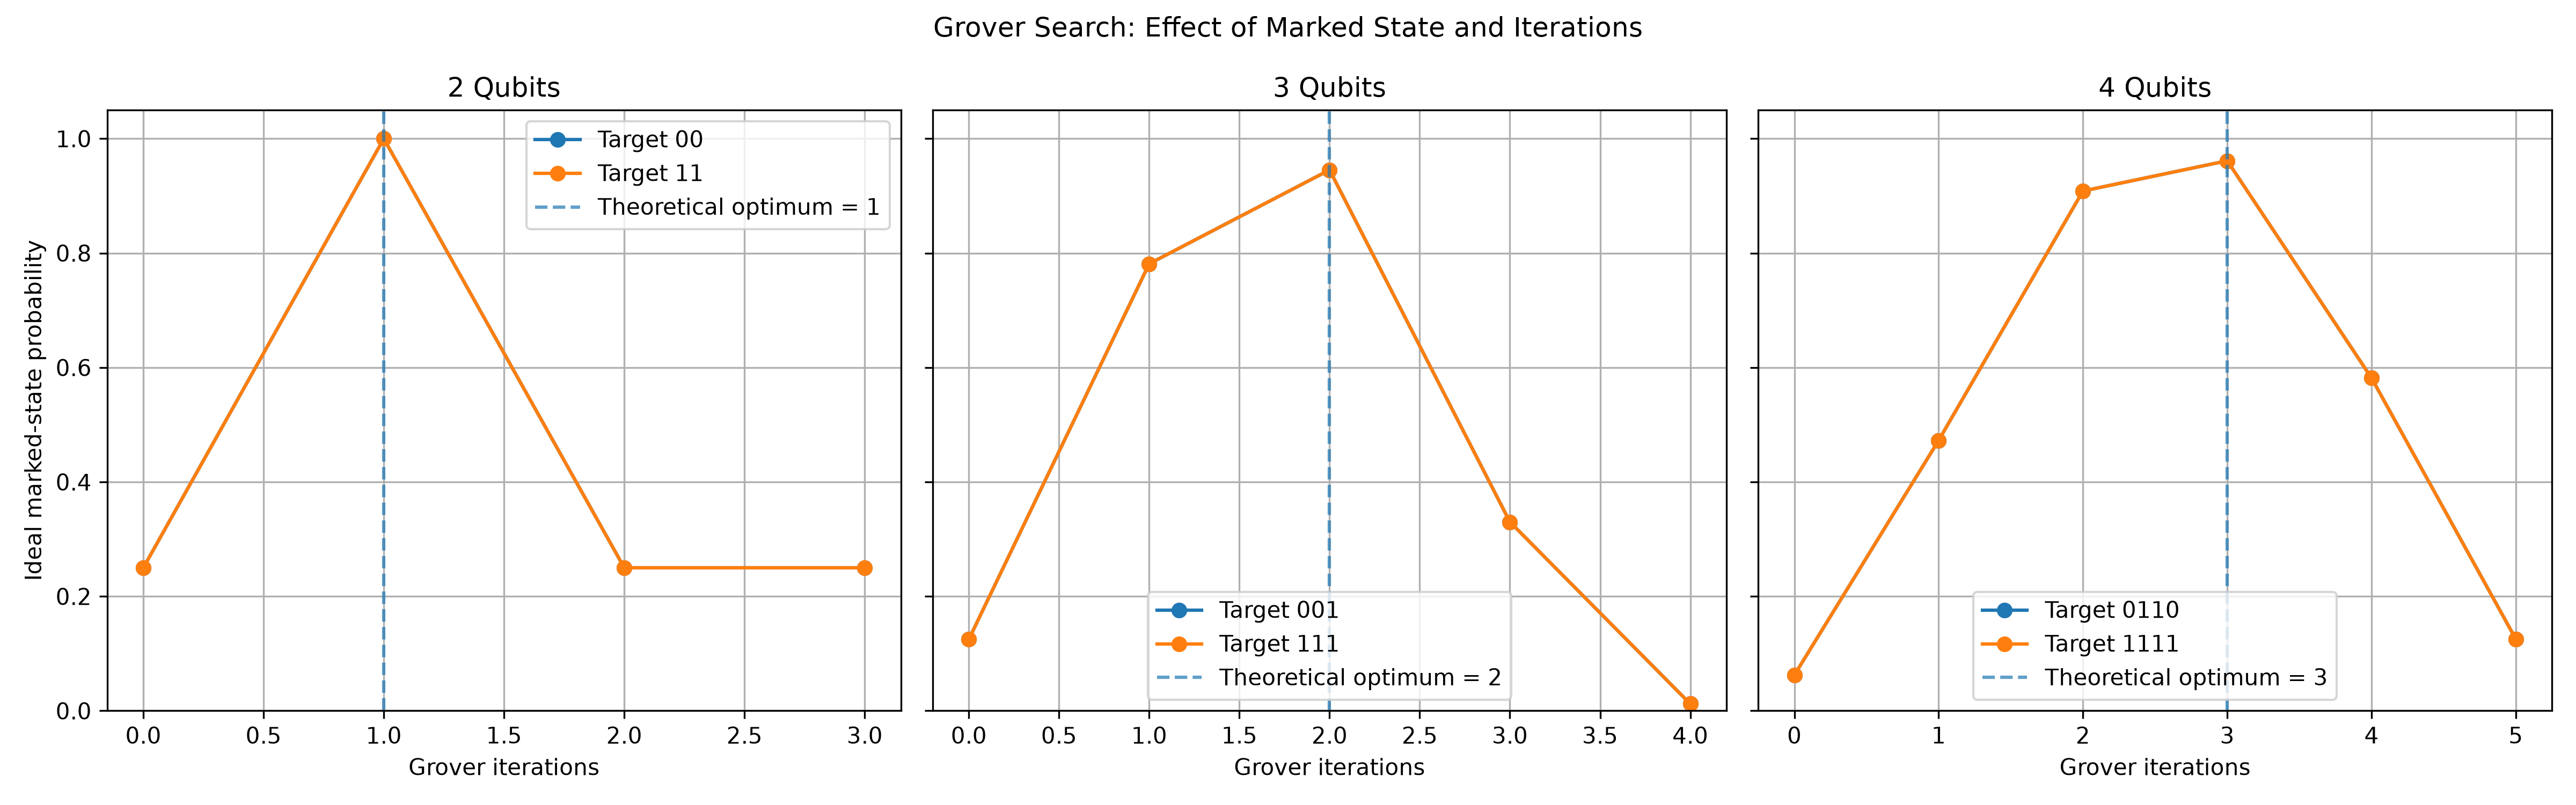 Grover Search: Effect of Marked State and Iterations
2 Qubits
Ideal marked-state probability
1.0
0.8
0.6
0.4
0.2
0.0
Target 00
Target 11
Theoretical optimum = 1
0.0 0.5 1.0 1.5 2.0 2.5 3.0
Grover iterations
3 Qubits
Target 001
Target 111
Theoretical optimum = 2
0.0 0.5 1.0 1.5 2.0 2.5 3.0 3.5 4.0
Grover iterations
4 Qubits
Target 0110
Target 1111
Theoretical optimum = 3
0 1 2 3 4 5
Grover iterations